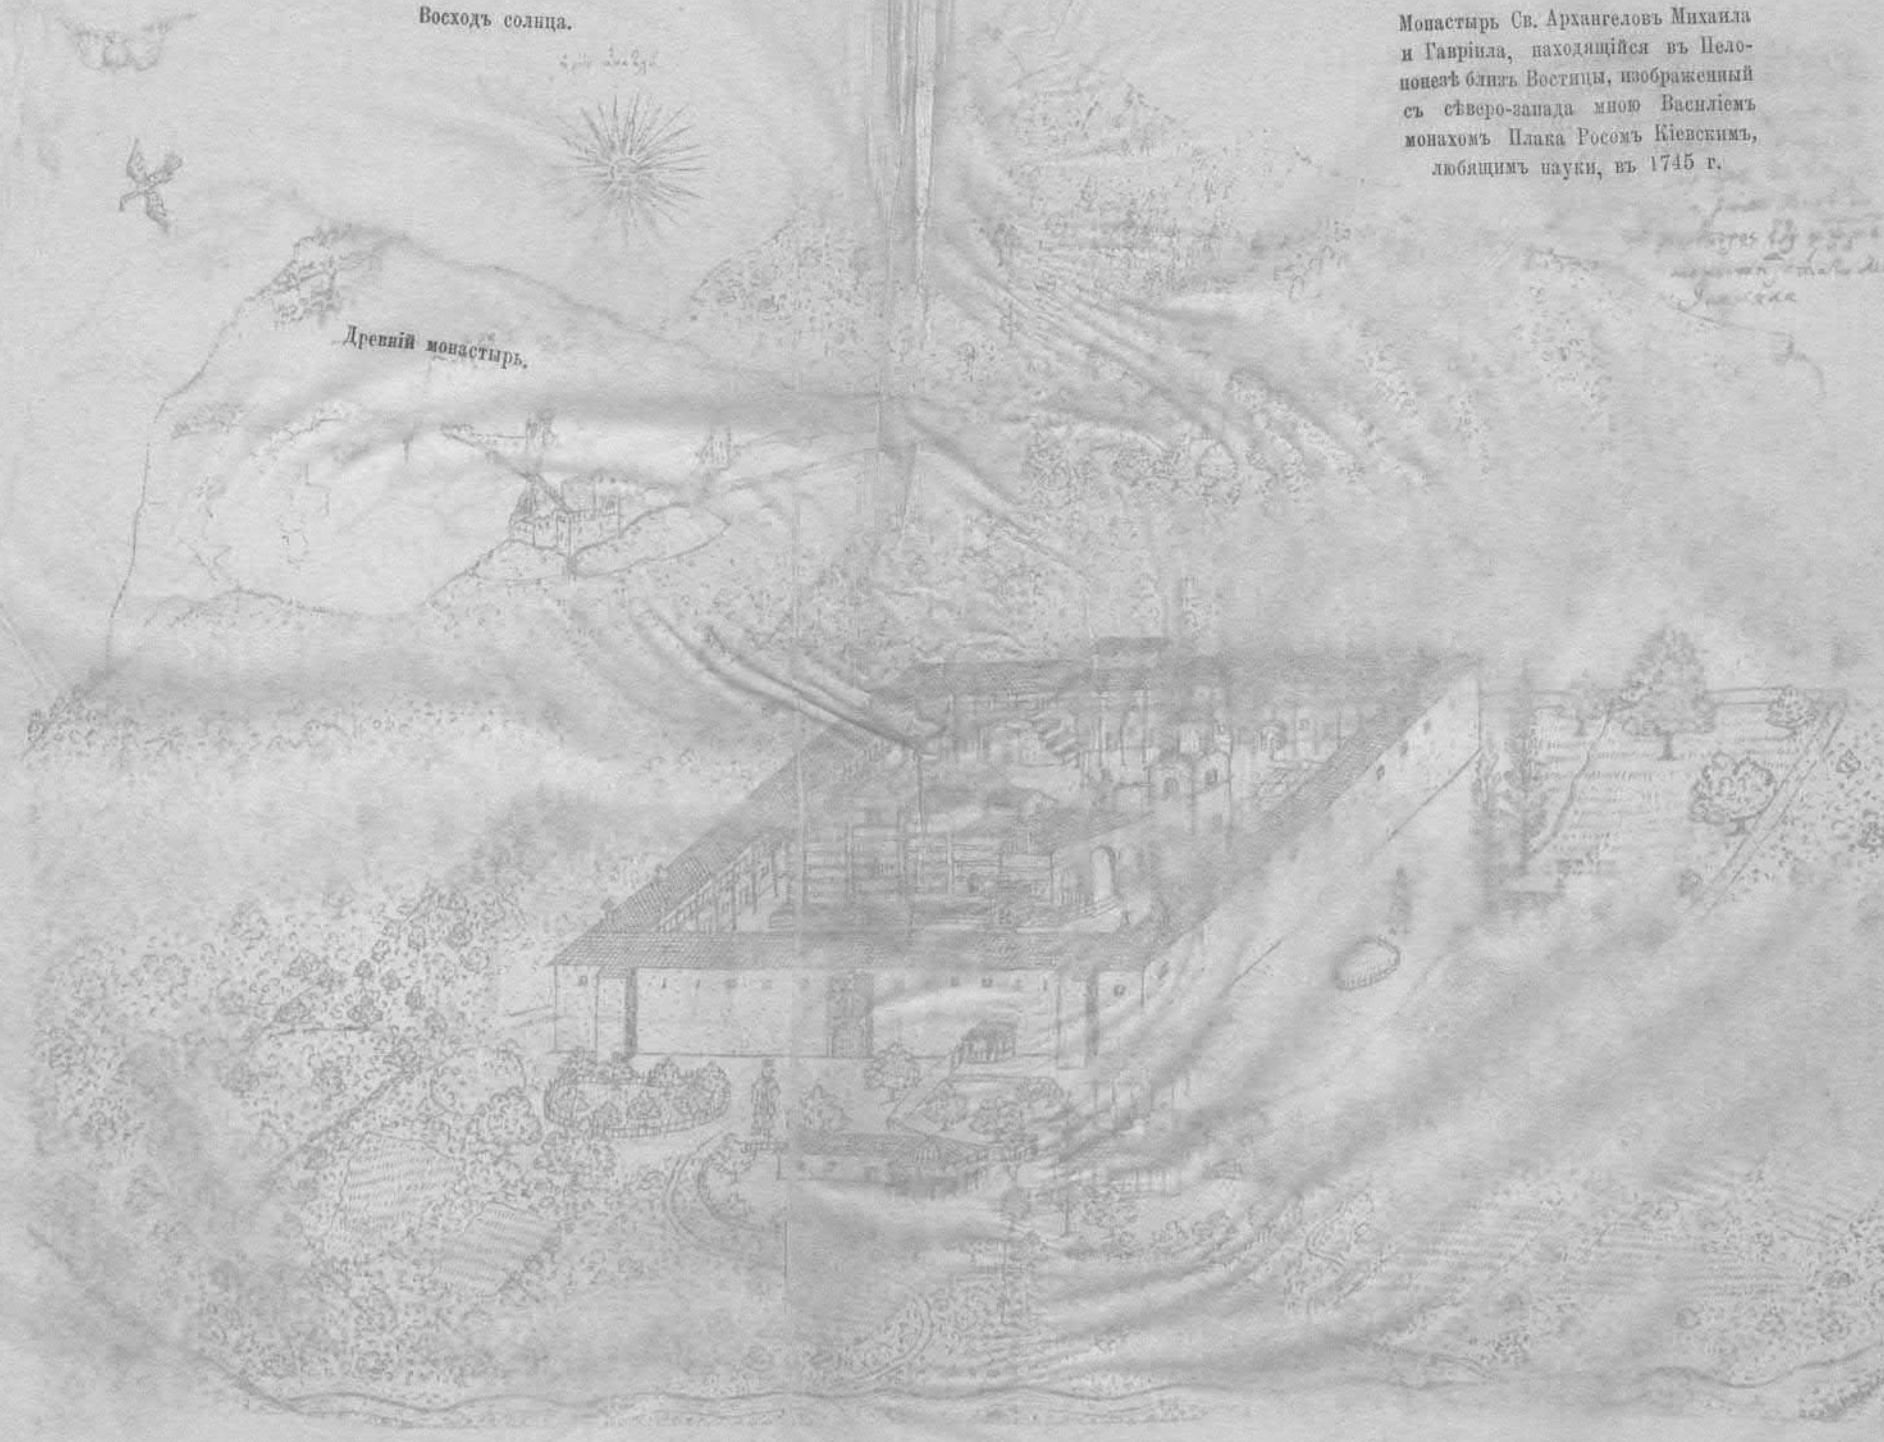 Восходъ солнца.
Монастырь Св. Архангеловъ Михаила
и Гавріила, находящійся въ Пело-
понезѣ близъ Востицы, изображенный
съ сѣверо-запада мною Василіемъ
монахомъ Плака Росомъ Кіевскимъ,
любящимъ науки, въ 1745 г.
Древній монастырь.